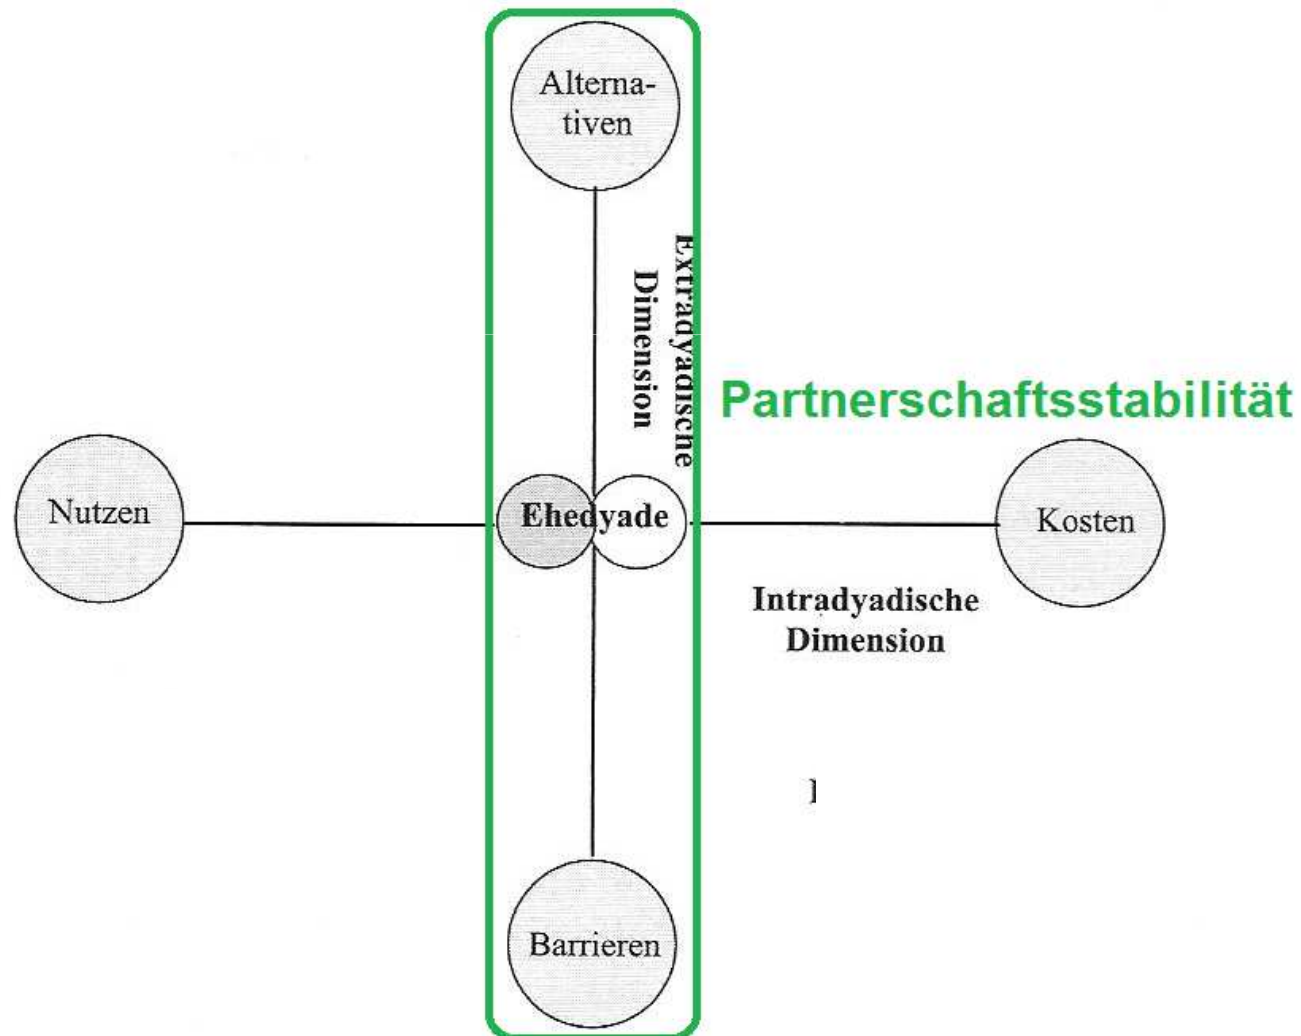 Alterna-
tiven
Extradyadische
Dimension
Partnerschaftsstabilität
Nutzen
Ehedyade
Kosten
Intradyadische
Dimension
Barrieren